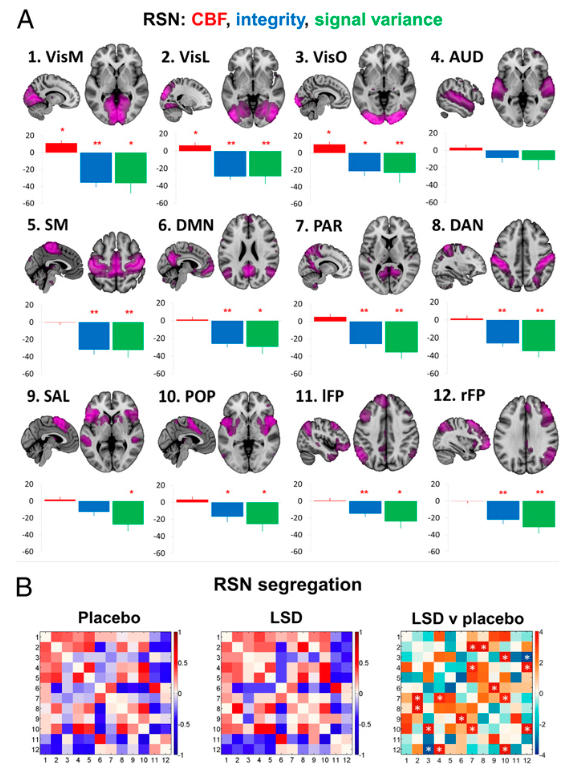 A
RSN: CBF, integrity, signal variance
1. VisM 2. VisL 3. VisO 4. AUD
20 20 20 20
* * *
0 ** * 0 ** ** 0 * ** 0
-20 -20 -20 -20
-40 -40 -40 -40
-60 -60 -60 -60
5. SM 6. DMN 7. PAR 8. DAN
20 20 20 20
0 ** ** 0 ** * 0 ** ** 0 ** **
-20 -20 -20 -20
-40 -40 -40 -40
-60 -60 -60 -60
9. SAL 10. POP 11. lFP 12. rFP
20 20 20 20
0 * 0 * * 0 ** * 0 ** **
-20 -20 -20 -20
-40 -40 -40 -40
-60 -60 -60 -60
B
RSN segregation
Placebo LSD LSD v placebo
1 1 1 1 1 4
2 2 2 * *
3 0.5 3 0.5 3 * * 2
4 4 4 * *
5 5 5
6 0 6 0 6 * 0
7 7 7 * * *
8 8 8 *
9 -0.5 9 -0.5 9 * -2
10 10 10 * *
11 11 11
12 -1 12 -1 12 * * * -4
1 2 3 4 5 6 7 8 9 10 11 12 1 2 3 4 5 6 7 8 9 10 11 12 1 2 3 4 5 6 7 8 9 10 11 12